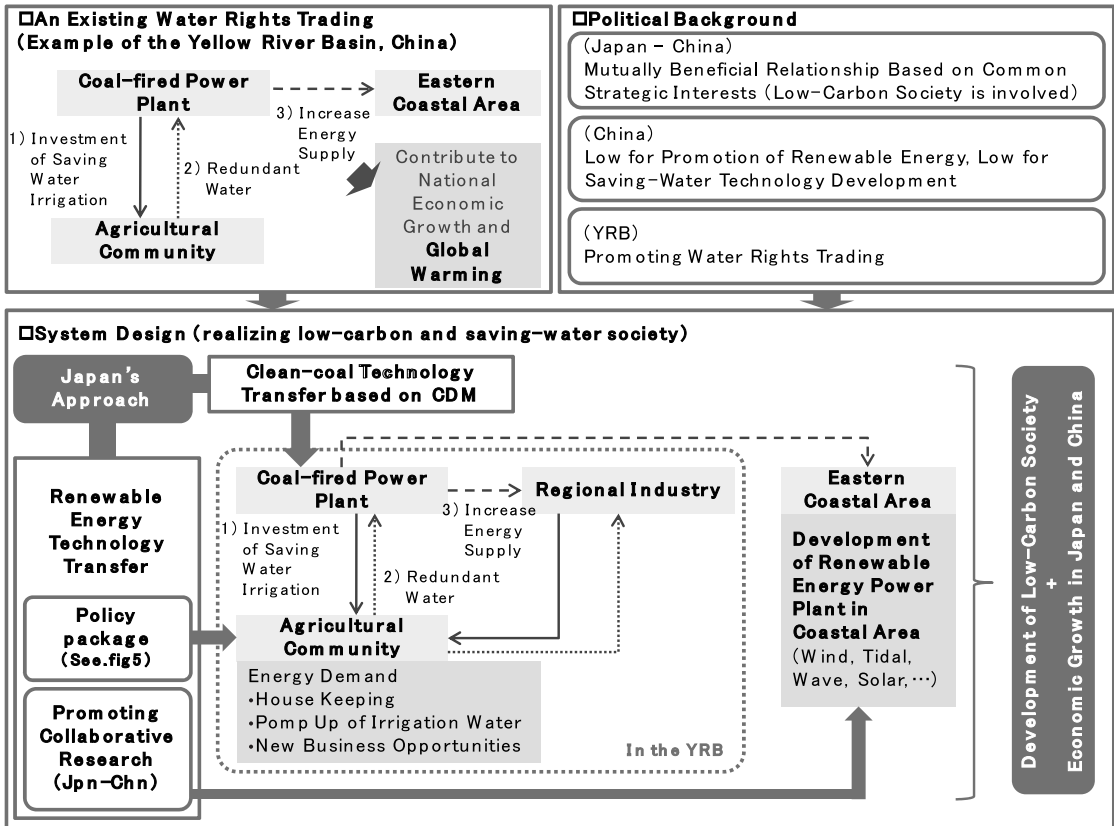 □An Existing Water Rights Trading
(Example of the Yellow River Basin, China)
Coal-fired Power
Plant
Eastern
Coastal Area
1) Investment
of Saving
Water
Irrigation
2) Redundant
Water
3) Increase
Energy
Supply
Agricultural
Community
Contribute to
National
Economic
Growth and
Global
Warming
□Political Background
(Japan - China)
Mutually Beneficial Relationship Based on Common
Strategic Interests (Low-Carbon Society is involved)
(China)
Low for Promotion of Renewable Energy, Low for
Saving-Water Technology Development
(YRB)
Promoting Water Rights Trading
□System Design (realizing low-carbon and saving-water society)
Japan's
Approach
Clean-coal Technology
Transfer based on CDM
Renewable
Energy
Technology
Transfer
Policy
package
(See.fig5)
Promoting
Collaborative
Research
(Jpn-Chn)
Coal-fired Power
Plant
Regional Industry
1) Investment
of Saving
Water
Irrigation
2) Redundant
Water
3) Increase
Energy
Supply
Agricultural
Community
Energy Demand
•House Keeping
•Pomp Up of Irrigation Water
•New Business Opportunities
In the YRB
Eastern
Coastal Area
Development
of Renewable
Energy Power
Plant in
Coastal Area
(Wind, Tidal,
Wave, Solar,…)
Development of Low-Carbon Society
+
Economic Growth in Japan and China